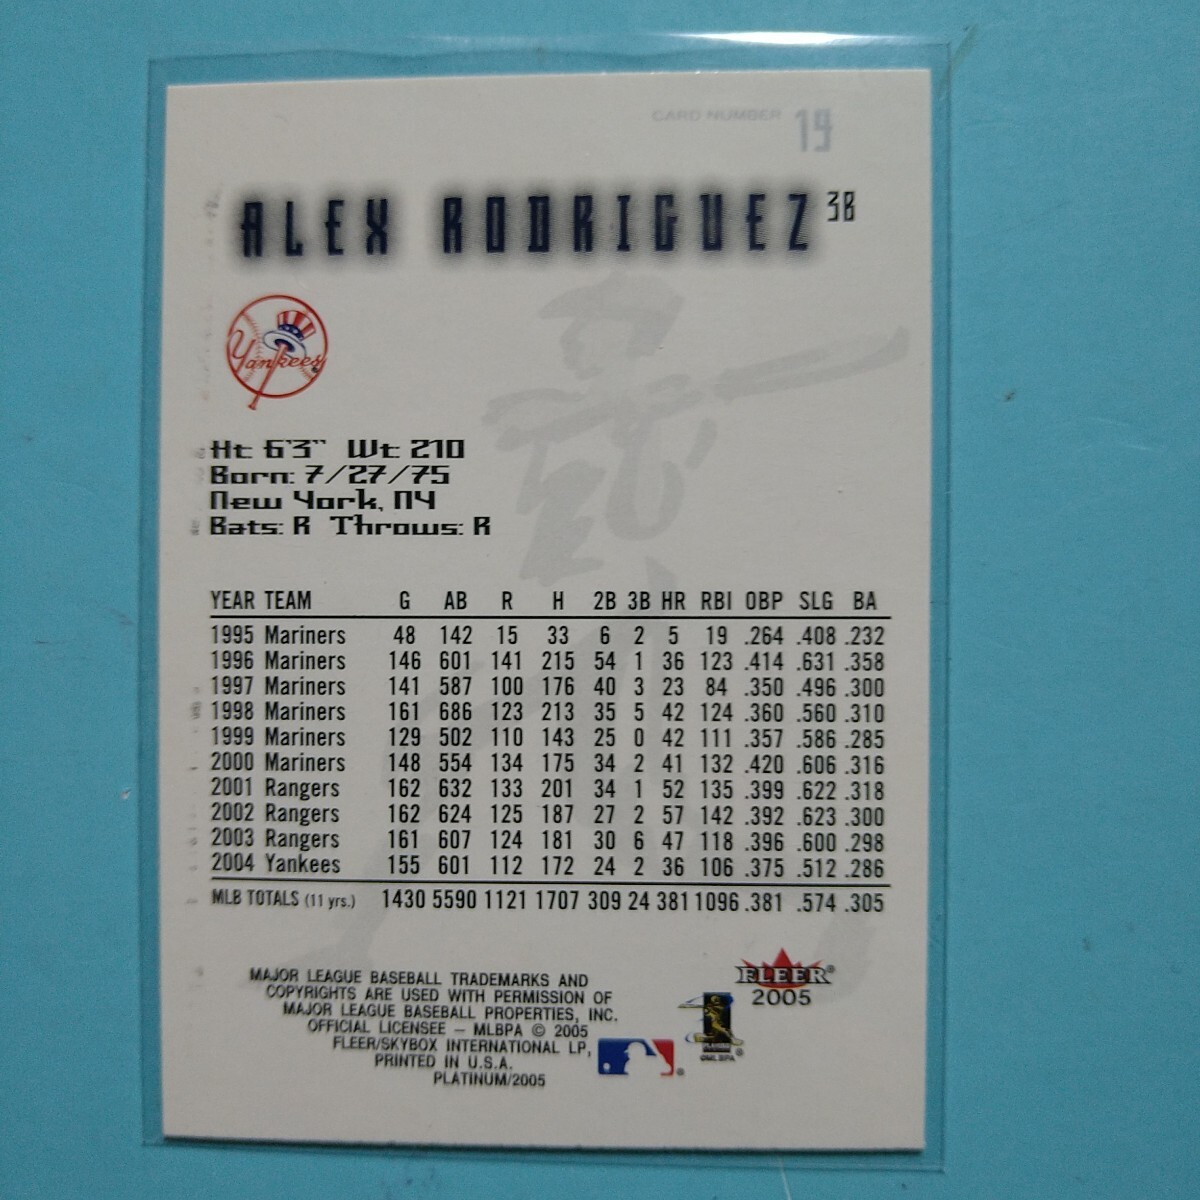 CARD NUMBER 19
ALEX RODRIGUEZ 3B
Yankees
Ht: 6'3" Wt: 210
Born: 7/27/75
New York, NY
Bats: R Throws: R
YEAR TEAM G AB R H 2B 3B HR RBI OBP SLG BA
1995 Mariners 48 142 15 33 6 2 5 19 .264 .408 .232
1996 Mariners 146 601 141 215 54 1 36 123 .414 .631 .358
1997 Mariners 141 587 100 176 40 3 23 84 .350 .496 .300
1998 Mariners 161 686 123 213 35 5 42 124 .360 .560 .310
1999 Mariners 129 502 110 143 25 0 42 111 .357 .586 .285
2000 Mariners 148 554 134 175 34 2 41 132 .420 .606 .316
2001 Rangers 162 632 133 201 34 1 52 135 .399 .622 .318
2002 Rangers 162 624 125 187 27 2 57 142 .392 .623 .300
2003 Rangers 161 607 124 181 30 6 47 118 .396 .600 .298
2004 Yankees 155 601 112 172 24 2 36 106 .375 .512 .286
MLB TOTALS (11 yrs.) 1430 5590 1121 1707 309 24 381 1096 .381 .574 .305
MAJOR LEAGUE BASEBALL TRADEMARKS AND
COPYRIGHTS ARE USED WITH PERMISSION OF
MAJOR LEAGUE BASEBALL PROPERTIES, INC.
OFFICIAL LICENSEE – MLBPA © 2005
FLEER/SKYBOX INTERNATIONAL LP,
PRINTED IN U.S.A.
PLATINUM/2005
FLEER®
2005
PLAYERS
©MLBPA